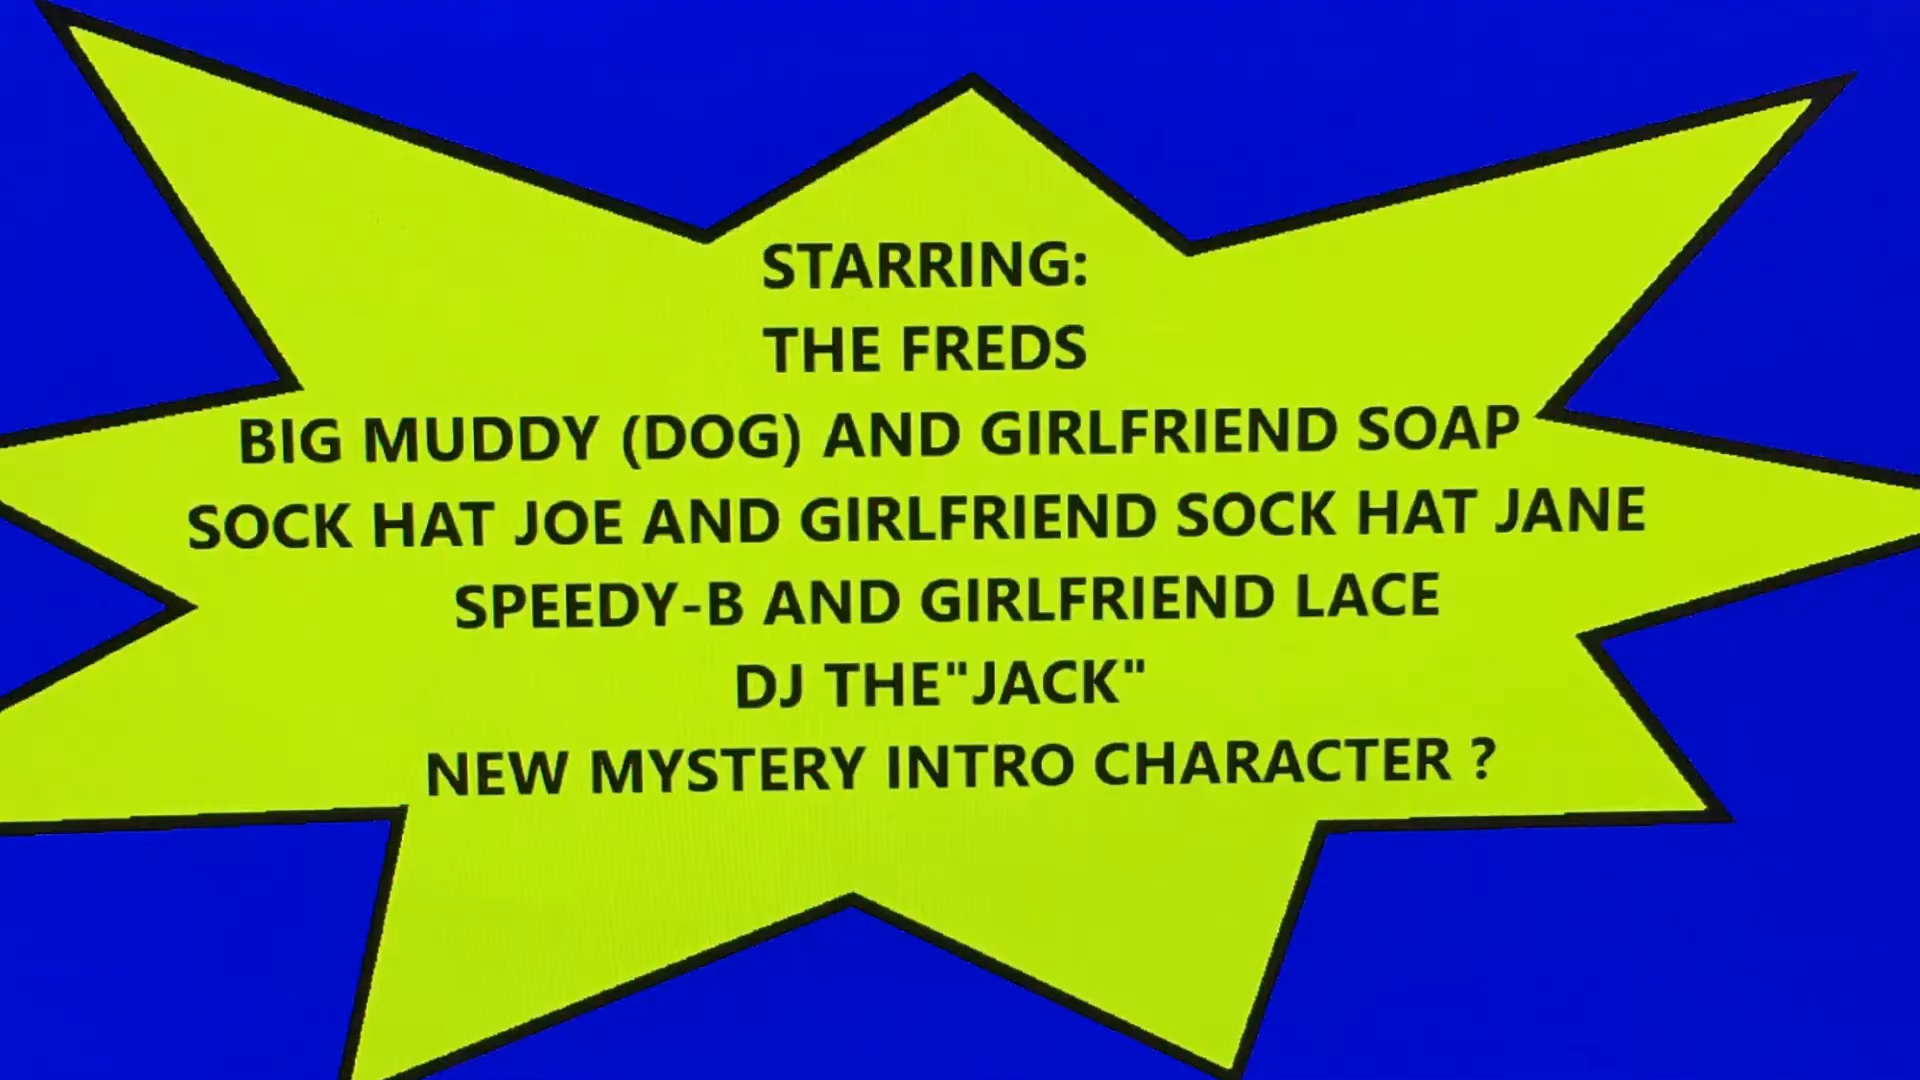 STARRING:
THE FREDS
BIG MUDDY (DOG) AND GIRLFRIEND SOAP
SOCK HAT JOE AND GIRLFRIEND SOCK HAT JANE
SPEEDY-B AND GIRLFRIEND LACE
DJ THE"JACK"
NEW MYSTERY INTRO CHARACTER ?